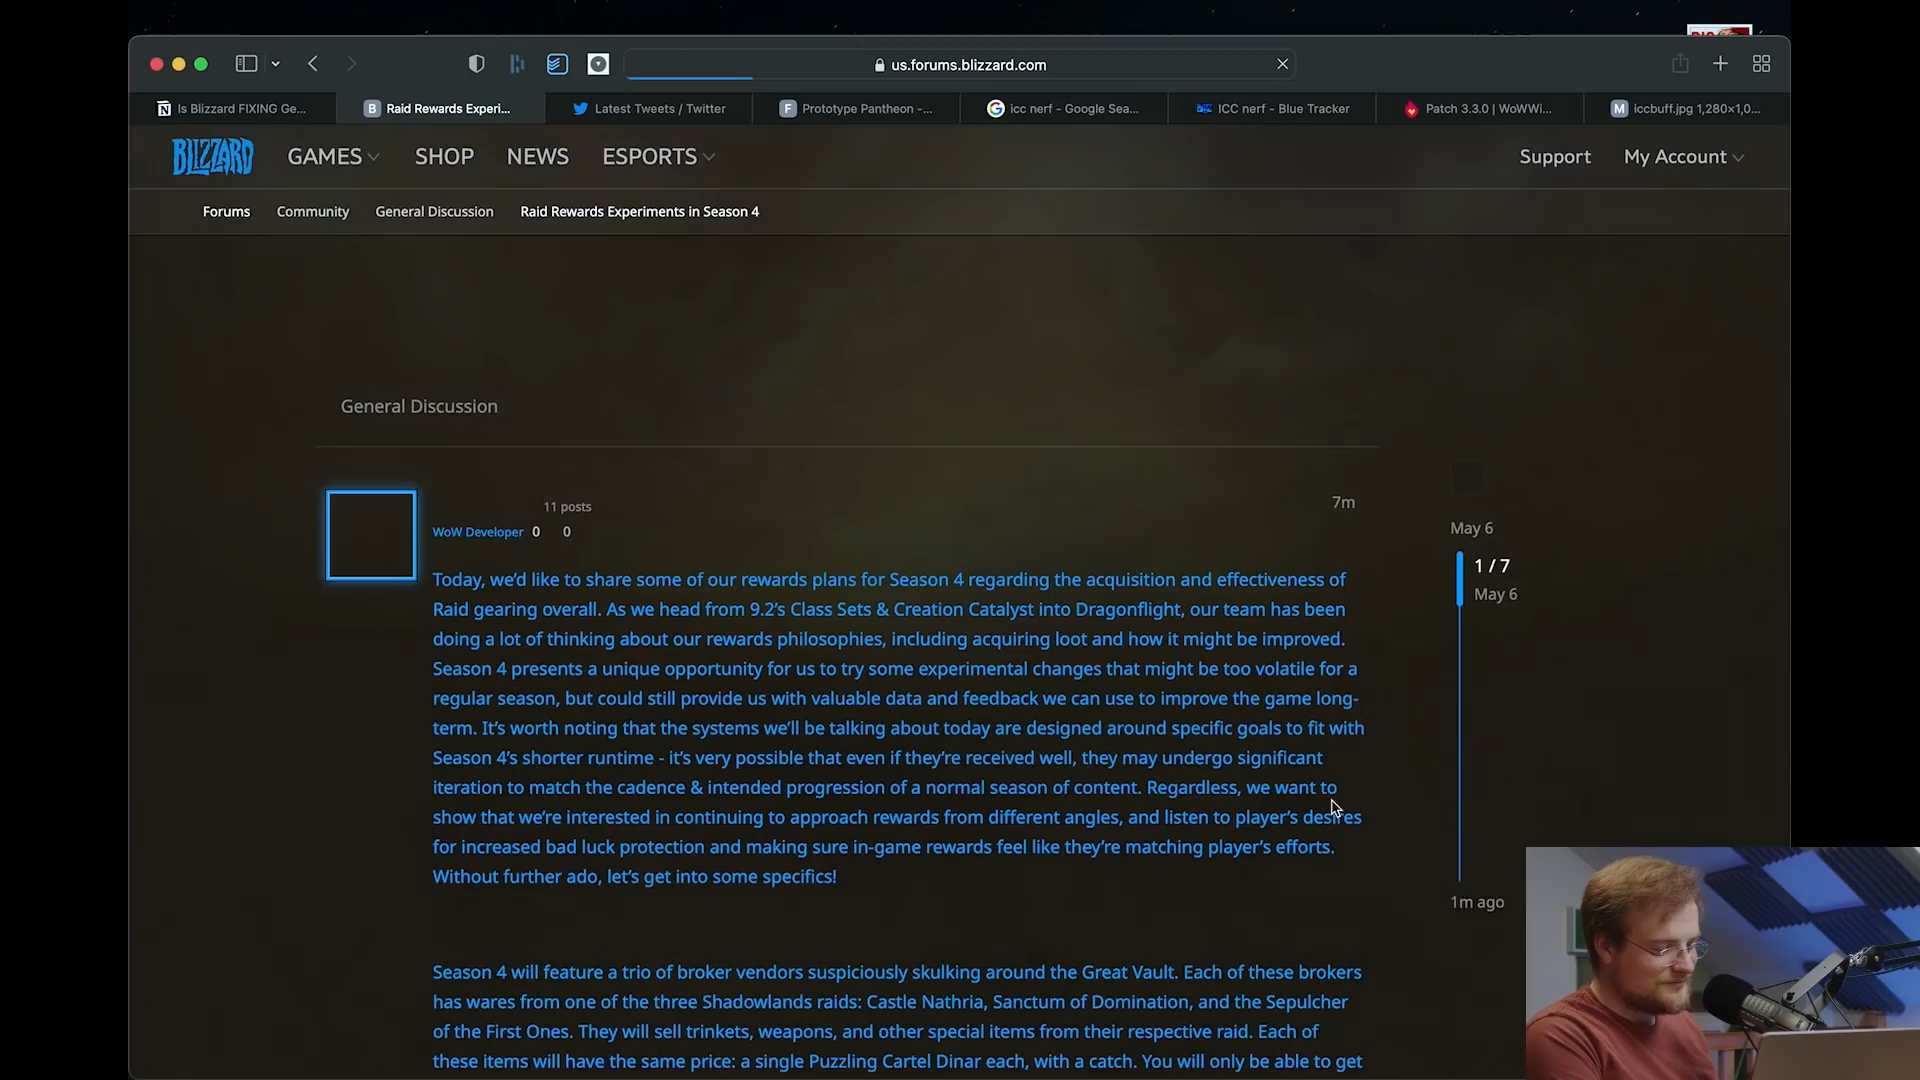 us.forums.blizzard.com
Is Blizzard FIXING Ge...
B Raid Rewards Experi...
Latest Tweets / Twitter
F Prototype Pantheon -...
G icc nerf - Google Sea...
ICC nerf - Blue Tracker
Patch 3.3.0 | WoWWi...
M iccbuff.jpg 1,280×1,0...
BLIZZARD
GAMES
SHOP
NEWS
ESPORTS
Support
My Account
Forums
Community
General Discussion
Raid Rewards Experiments in Season 4
General Discussion
11 posts
7m
WoW Developer 0 0
Today, we’d like to share some of our rewards plans for Season 4 regarding the acquisition and effectiveness of
Raid gearing overall. As we head from 9.2’s Class Sets & Creation Catalyst into Dragonflight, our team has been
doing a lot of thinking about our rewards philosophies, including acquiring loot and how it might be improved.
Season 4 presents a unique opportunity for us to try some experimental changes that might be too volatile for a
regular season, but could still provide us with valuable data and feedback we can use to improve the game long-
term. It’s worth noting that the systems we’ll be talking about today are designed around specific goals to fit with
Season 4’s shorter runtime - it’s very possible that even if they’re received well, they may undergo significant
iteration to match the cadence & intended progression of a normal season of content. Regardless, we want to
show that we’re interested in continuing to approach rewards from different angles, and listen to player’s desires
for increased bad luck protection and making sure in-game rewards feel like they’re matching player’s efforts.
Without further ado, let’s get into some specifics!
Season 4 will feature a trio of broker vendors suspiciously skulking around the Great Vault. Each of these brokers
has wares from one of the three Shadowlands raids: Castle Nathria, Sanctum of Domination, and the Sepulcher
of the First Ones. They will sell trinkets, weapons, and other special items from their respective raid. Each of
these items will have the same price: a single Puzzling Cartel Dinar each, with a catch. You will only be able to get
May 6
1 / 7
May 6
1m ago